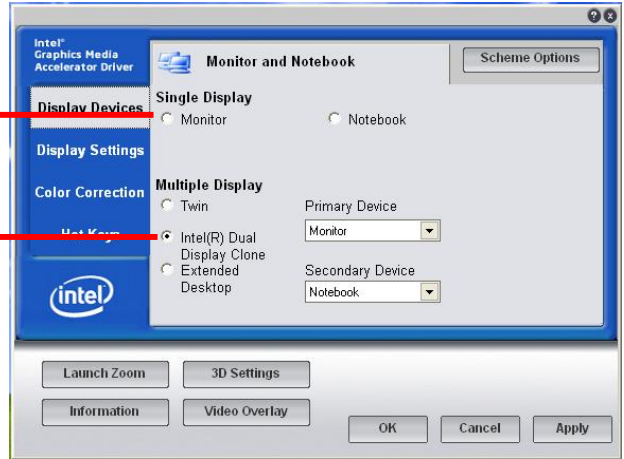 Intel®
Graphics Media
Accelerator Driver
Monitor and Notebook
Scheme Options
Display Devices
Display Settings
Color Correction
Hot Keys
intel
Single Display
Monitor
Notebook
Multiple Display
Twin
Intel(R) Dual
Display Clone
Extended
Desktop
Primary Device
Monitor
Secondary Device
Notebook
Launch Zoom
3D Settings
Information
Video Overlay
OK
Cancel
Apply